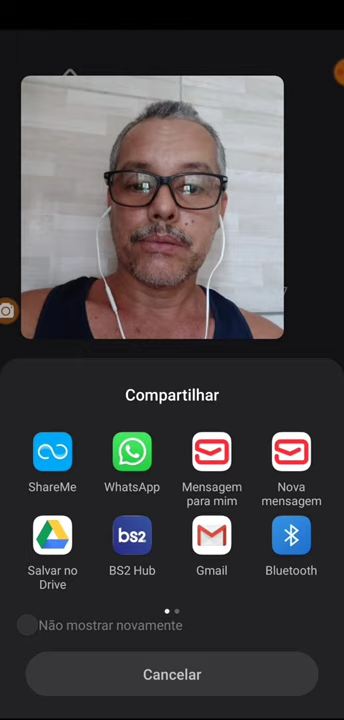 Compartilhar
ShareMe
WhatsApp
Mensagem para mim
Nova mensagem
Salvar no Drive
bs2
BS2 Hub
Gmail
Bluetooth
Não mostrar novamente
Cancelar